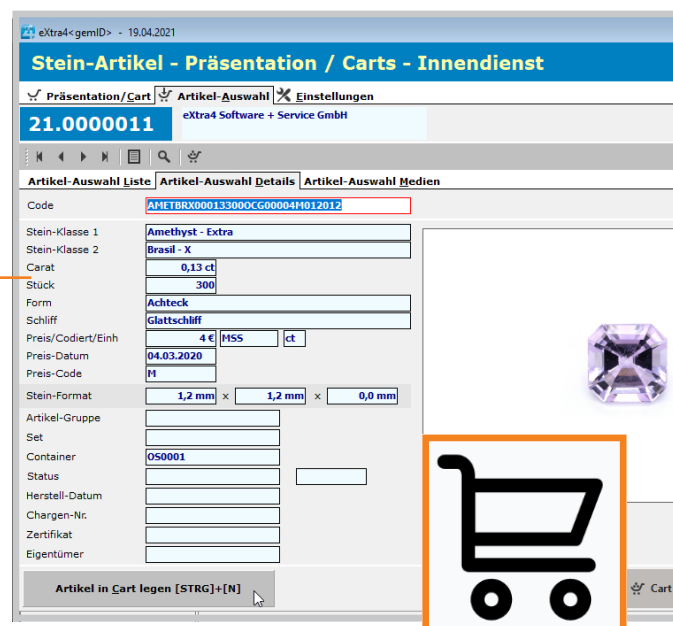 eXtra4<gemID> - 19.04.2021
Stein-Artikel - Präsentation / Carts - Innendienst
Präsentation/Cart Artikel-Auswahl Einstellungen
21.0000011 eXtra4 Software + Service GmbH
Artikel-Auswahl Liste Artikel-Auswahl Details Artikel-Auswahl Medien
Code AMETBRX00013300OCG00004M012012
Stein-Klasse 1 Amethyst - Extra
Stein-Klasse 2 Brasil - X
Carat 0,13 ct
Stück 300
Form Achteck
Schliff Glattschliff
Preis/Codiert/Einh 4 € MSS ct
Preis-Datum 04.03.2020
Preis-Code M
Stein-Format 1,2 mm x 1,2 mm x 0,0 mm
Artikel-Gruppe
Set
Container OS0001
Status
Herstell-Datum
Chargen-Nr.
Zertifikat
Eigentümer
Artikel in Cart legen [STRG]+[N] Cart